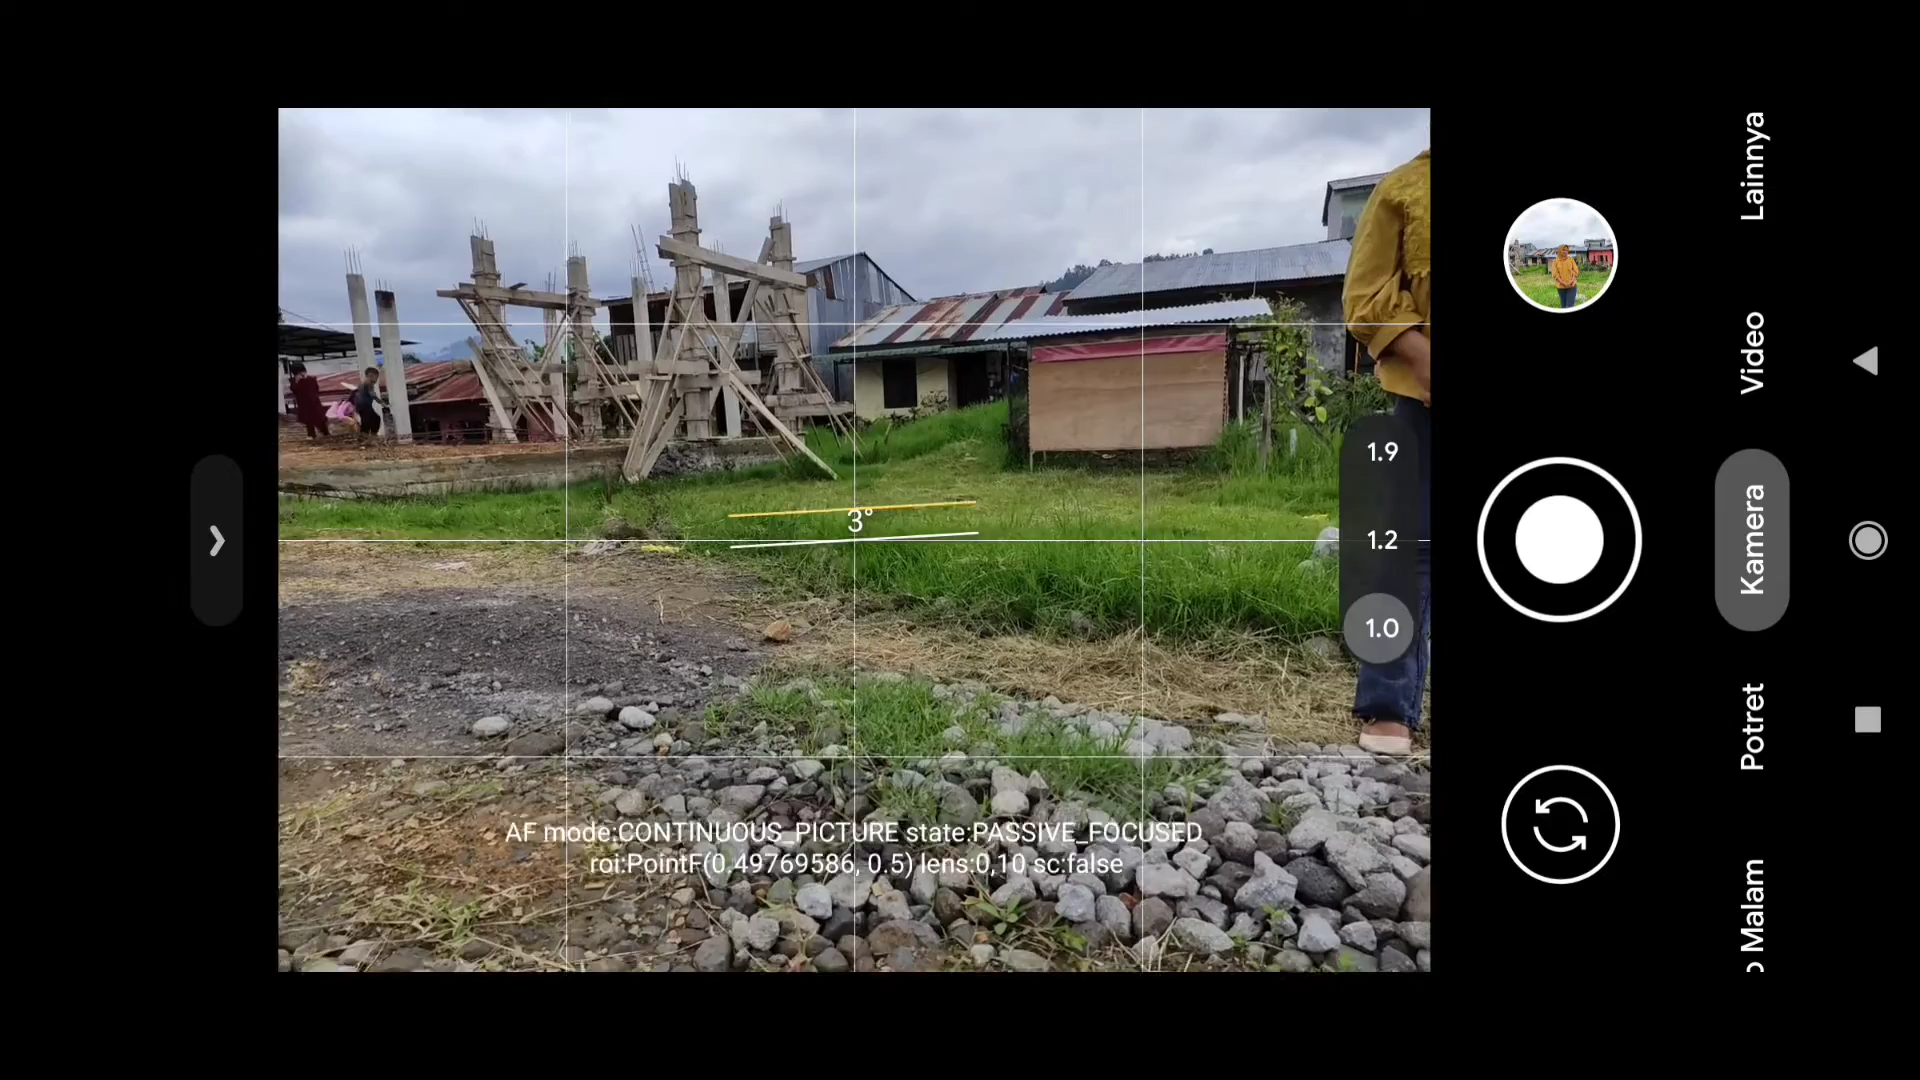 3°
1.9
1.2
1.0
AF mode:CONTINUOUS_PICTURE state:PASSIVE_FOCUSED
roi:PointF(0.49769586, 0.5) lens:0,10 sc:false
Lainnya
Video
Kamera
Potret
Malam